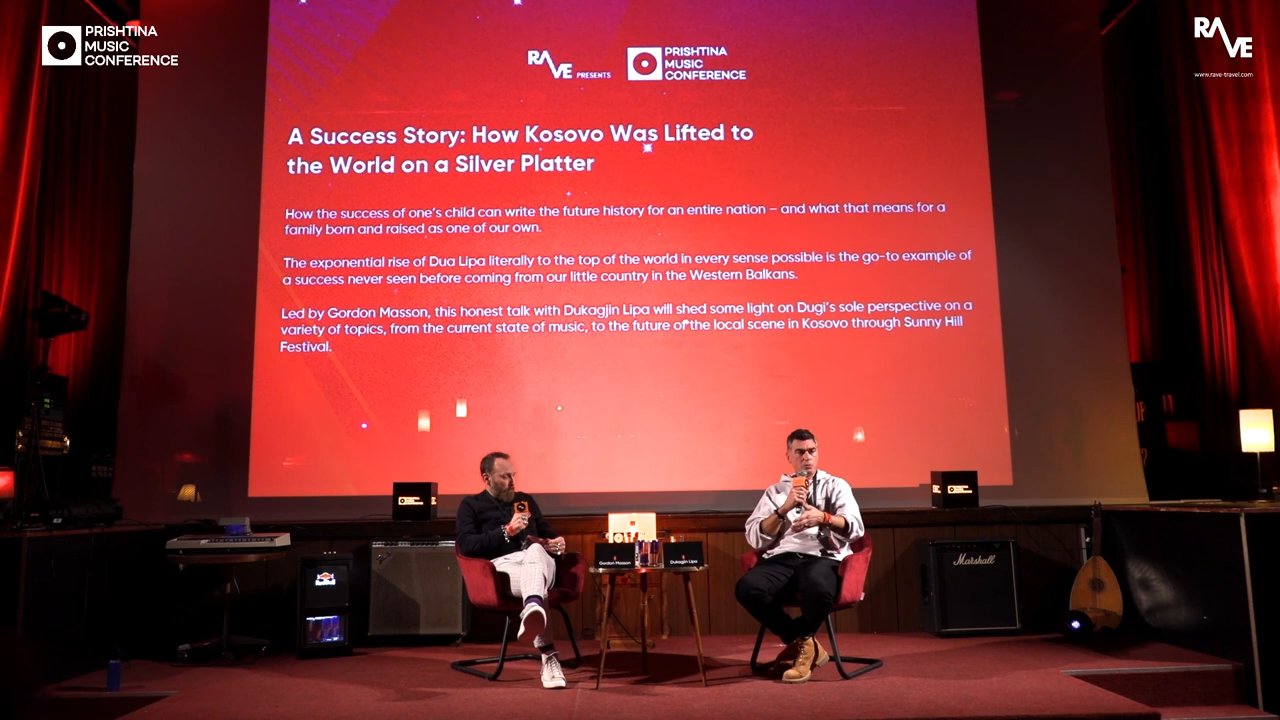 PRISHTINA
MUSIC
CONFERENCE
RAVE
www.rave-travel.com
RAVE PRESENTS
PRISHTINA
MUSIC
CONFERENCE
A Success Story: How Kosovo Was Lifted to
the World on a Silver Platter
How the success of one's child can write the future history for an entire nation – and what that means for a
family born and raised as one of our own.
The exponential rise of Dua Lipa literally to the top of the world in every sense possible is the go-to example of
a success never seen before coming from our little country in the Western Balkans.
Led by Gordon Masson, this honest talk with Dukagjin Lipa will shed some light on Dugi's sole perspective on a
variety of topics, from the current state of music, to the future of the local scene in Kosovo through Sunny Hill
Festival.
Gordon Masson
Dukagjin Lipa
Marshall